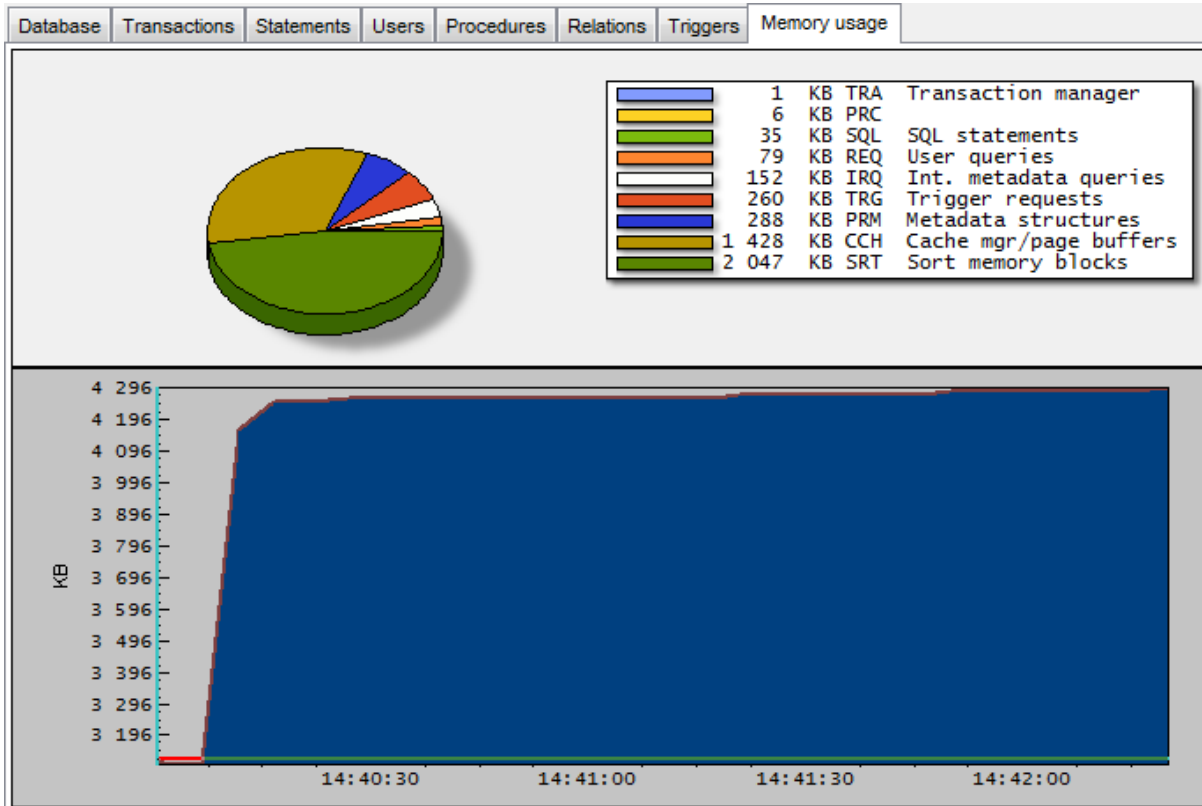 Database Transactions Statements Users Procedures Relations Triggers Memory usage
1 KB TRA Transaction manager
6 KB PRC
35 KB SQL SQL statements
79 KB REQ User queries
152 KB IRQ Int. metadata queries
260 KB TRG Trigger requests
288 KB PRM Metadata structures
1 428 KB CCH Cache mgr/page buffers
2 047 KB SRT Sort memory blocks
4 296
4 196
4 096
3 996
3 896
3 796
3 696
3 596
3 496
3 396
3 296
3 196
KB
14:40:30 14:41:00 14:41:30 14:42:00